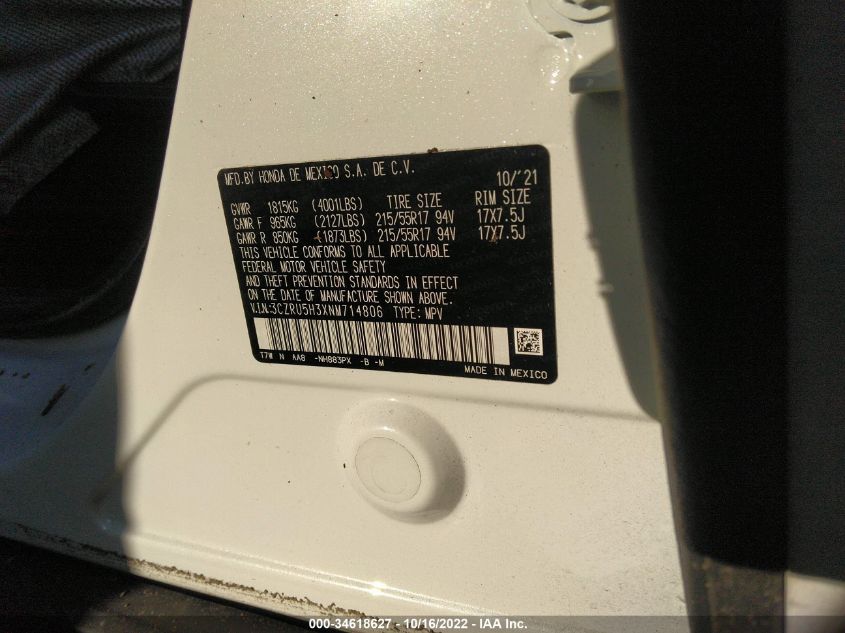 MFD.BY HONDA DE MEXICO S.A. DE C.V. 10/'21
GVWR 1815KG (4001LBS) TIRE SIZE RIM SIZE
GAWR F 965KG (2127LBS) 215/55R17 94V 17X7.5J
GAWR R 850KG (1873LBS) 215/55R17 94V 17X7.5J
THIS VEHICLE CONFORMS TO ALL APPLICABLE
FEDERAL MOTOR VEHICLE SAFETY
AND THEFT PREVENTION STANDARDS IN EFFECT
ON THE DATE OF MANUFACTURE SHOWN ABOVE.
V.I.N:3CZRU5H3XNM714806 TYPE: MPV
T7W N AA8 -NH883PX -B -M MADE IN MEXICO
000-34618627 - 10/16/2022 - IAA Inc.